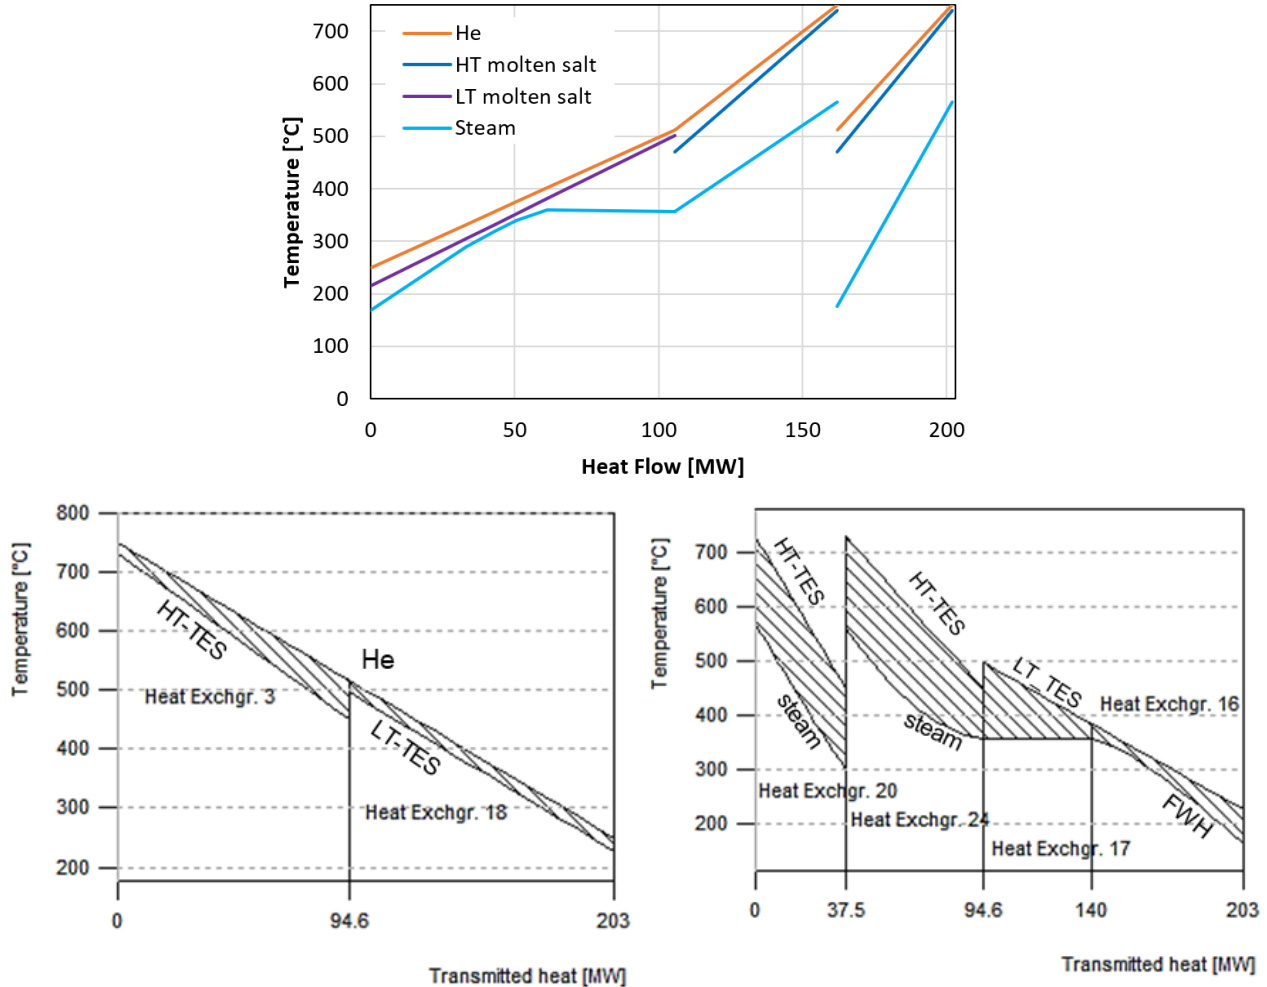 700
600
500
400
300
200
100
0
Temperature [°C]
He
HT molten salt
LT molten salt
Steam
0 50 100 150 200
Heat Flow [MW]
800
700
600
500
400
300
200
Temperature [°C]
HT-TES
He
Heat Exchgr. 3
LT-TES
Heat Exchgr. 18
0 94.6 203
Transmitted heat [MW]
700
600
500
400
300
200
Temperature [°C]
HT-TES
HT-TES
LT_TES
Heat Exchgr. 16
steam
steam
Heat Exchgr. 20
FWH
Heat Exchgr. 24
Heat Exchgr. 17
0 37.5 94.6 140 203
Transmitted heat [MW]